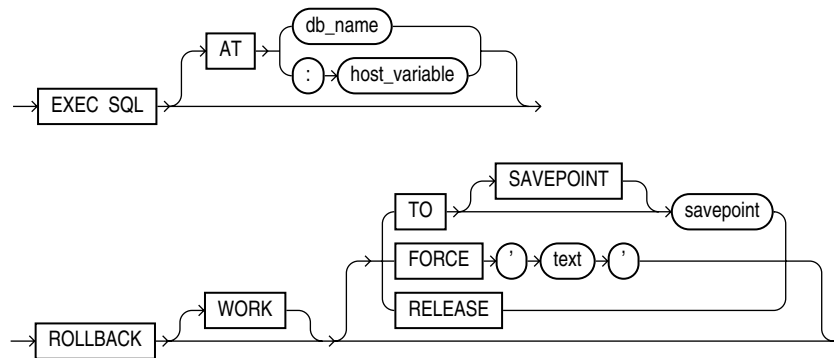 db_name
AT
: host_variable
EXEC SQL
SAVEPOINT
TO savepoint
FORCE ' text '
RELEASE
WORK
ROLLBACK